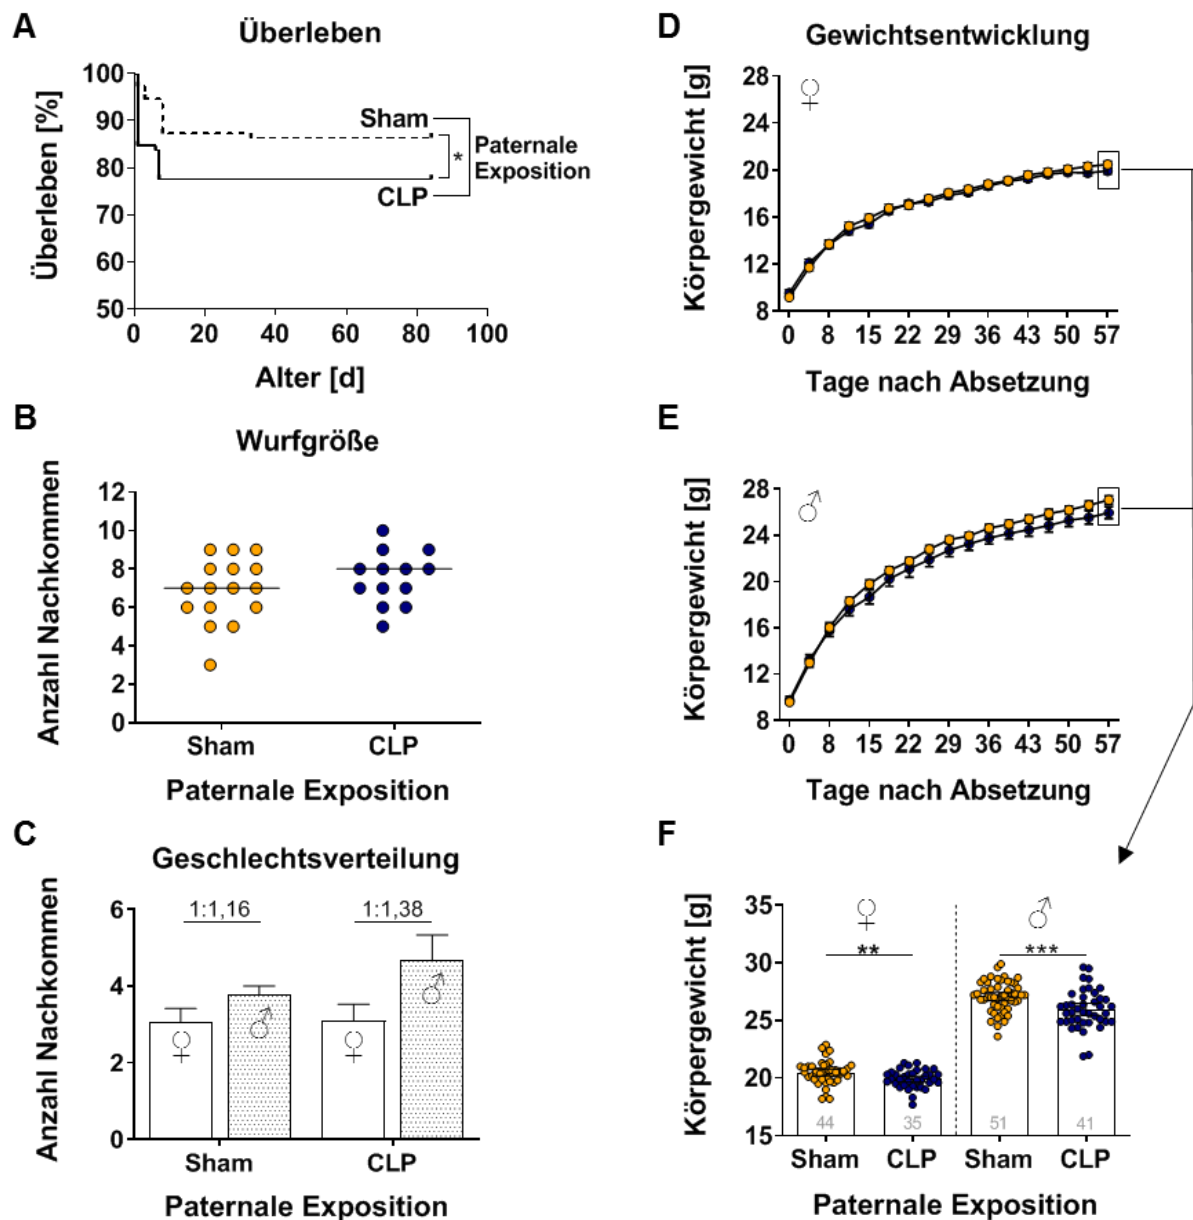 A
Überleben
Überleben [%]
100
90
80
70
60
50
0 20 40 60 80 100
Sham
CLP
*
Paternale
Exposition
Alter [d]
B
Wurfgröße
Anzahl Nachkommen
12
10
8
6
4
2
0
Sham CLP
Paternale Exposition
C
Geschlechtsverteilung
Anzahl Nachkommen
6
4
2
0
1:1,16
1:1,38
♀ ♂ ♀ ♂
Sham CLP
Paternale Exposition
D
Gewichtsentwicklung
Körpergewicht [g]
♀
28
24
20
16
12
8
0 8 15 22 29 36 43 50 57
Tage nach Absetzung
E
Körpergewicht [g]
♂
28
24
20
16
12
8
0 8 15 22 29 36 43 50 57
Tage nach Absetzung
F
Körpergewicht [g]
35
30
25
20
15
♀ ♂
** ***
44 35 51 41
Sham CLP Sham CLP
Paternale Exposition